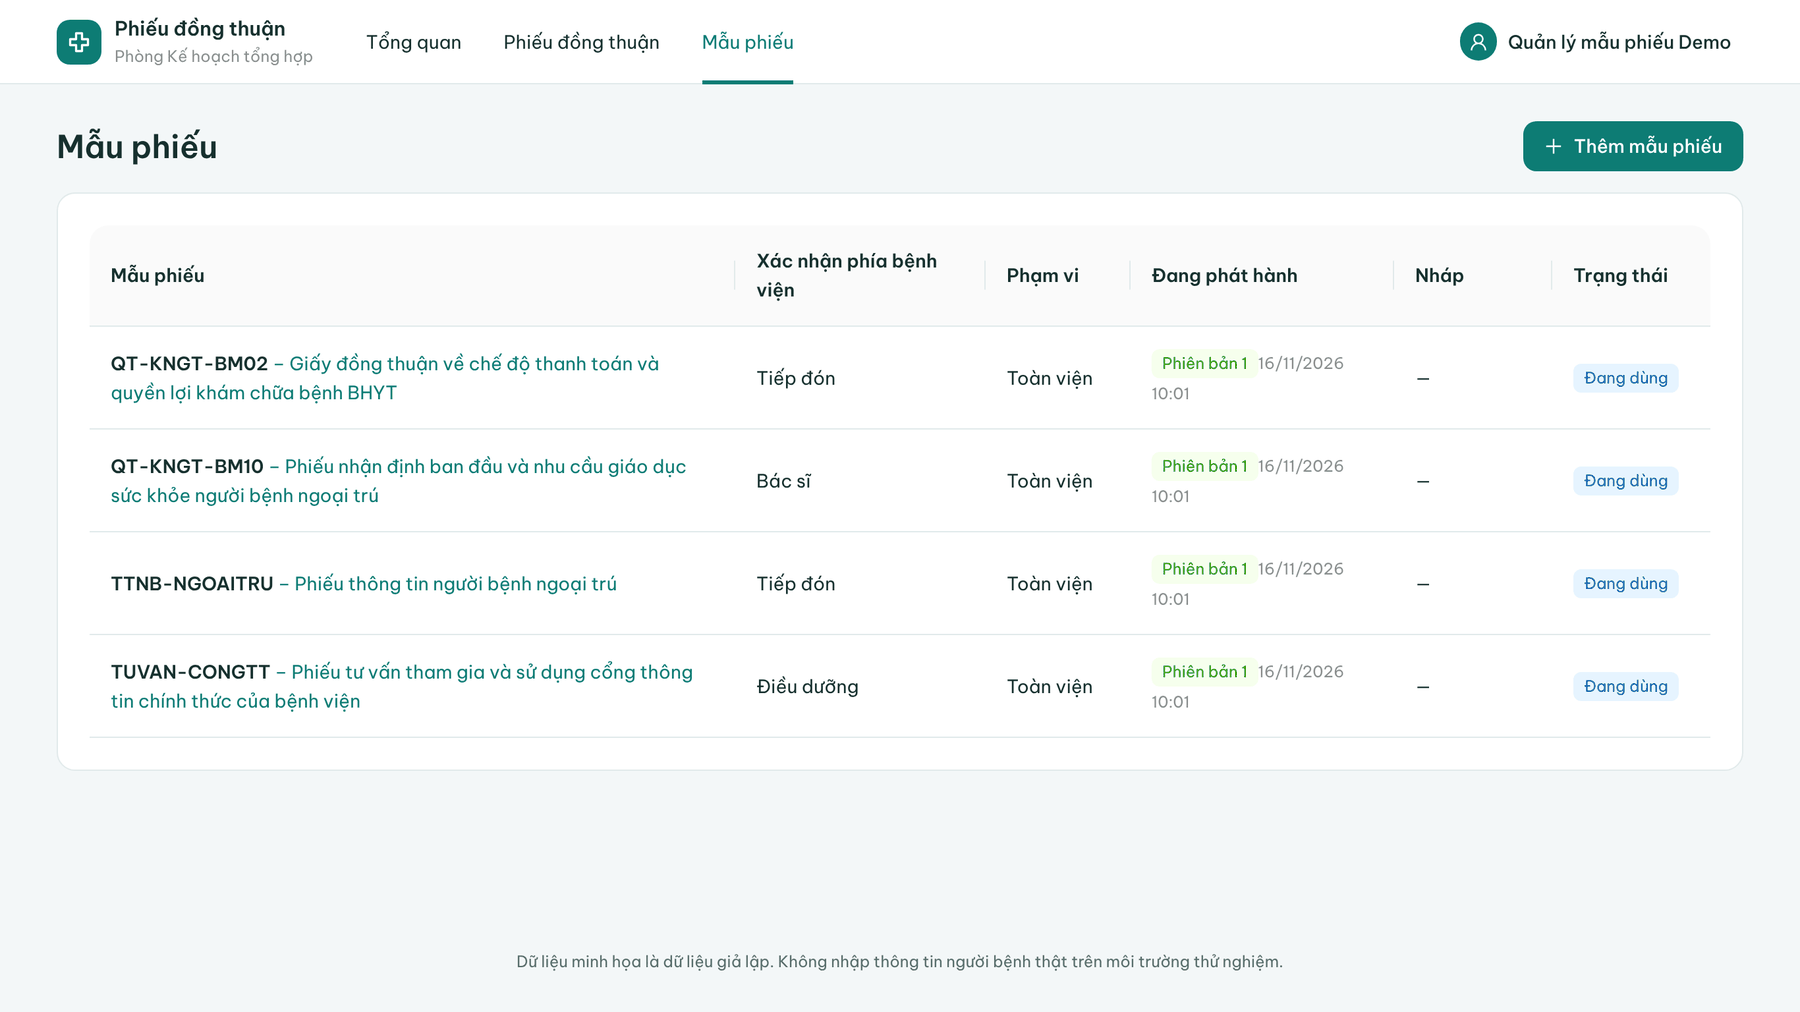 Phiếu đồng thuận
Phòng Kế hoạch tổng hợp
Tổng quan
Phiếu đồng thuận
Mẫu phiếu
Quản lý mẫu phiếu Demo
Mẫu phiếu
Thêm mẫu phiếu
Mẫu phiếu
Xác nhận phía bệnh
viện
Phạm vi
Đang phát hành
Nháp
Trạng thái
QT-KNGT-BM02 – Giấy đồng thuận về chế độ thanh toán và
quyền lợi khám chữa bệnh BHYT
Tiếp đón
Toàn viện
Phiên bản 1 16/11/2026
10:01
—
Đang dùng
QT-KNGT-BM10 – Phiếu nhận định ban đầu và nhu cầu giáo dục
sức khỏe người bệnh ngoại trú
Bác sĩ
Toàn viện
Phiên bản 1 16/11/2026
10:01
—
Đang dùng
TTNB-NGOAITRU – Phiếu thông tin người bệnh ngoại trú
Tiếp đón
Toàn viện
Phiên bản 1 16/11/2026
10:01
—
Đang dùng
TUVAN-CONGTT – Phiếu tư vấn tham gia và sử dụng cổng thông
tin chính thức của bệnh viện
Điều dưỡng
Toàn viện
Phiên bản 1 16/11/2026
10:01
—
Đang dùng
Dữ liệu minh họa là dữ liệu giả lập. Không nhập thông tin người bệnh thật trên môi trường thử nghiệm.